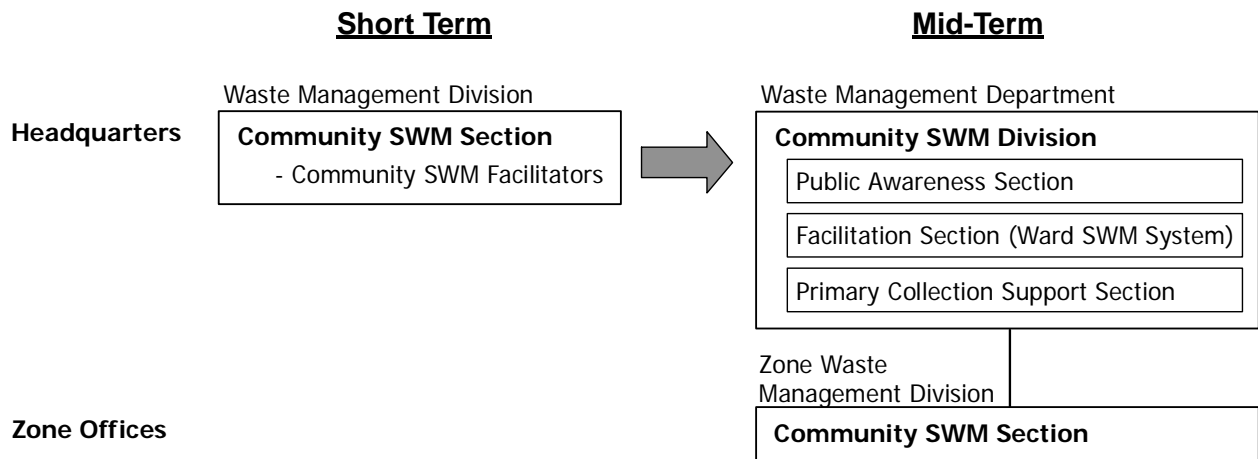 Short Term
Mid-Term
Waste Management Division
Waste Management Department
Headquarters
Community SWM Section
- Community SWM Facilitators
Community SWM Division
Public Awareness Section
Facilitation Section (Ward SWM System)
Primary Collection Support Section
Zone Waste
Management Division
Zone Offices
Community SWM Section